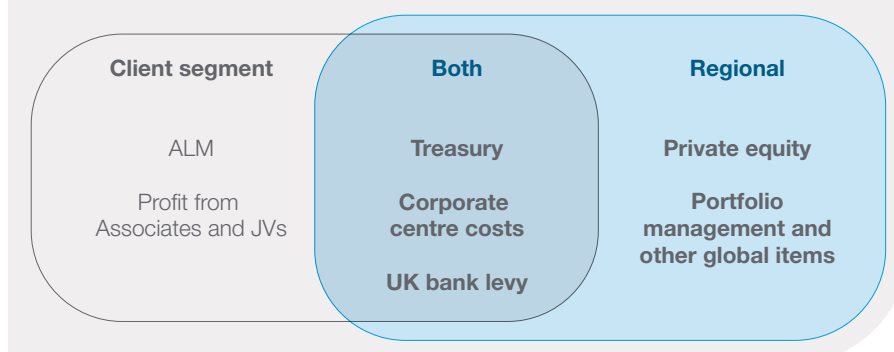 Client segment
ALM
Profit from
Associates and JVs
Both
Treasury
Corporate
centre costs
UK bank levy
Regional
Private equity
Portfolio
management and
other global items